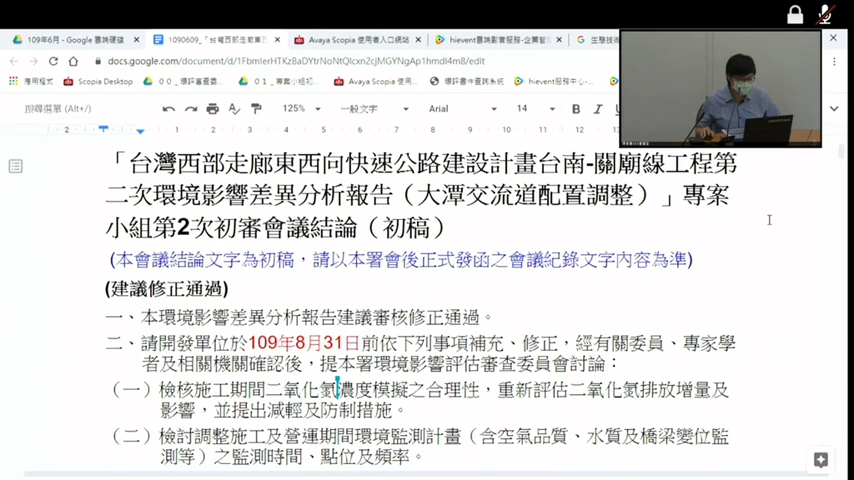 109年6月 - Google 雲端硬碟
1090609_「台灣西部走廊東西
Avaya Scopia 使用者入口網站
hievent雲端影會服務-企業智
生態技
docs.google.com/document/d/1FbmIerHTKzBaDYtrNoNtQIcxn2cjMGYNgAp1hmdI4m8/edit
應用程式
Scopia Desktop
Avaya Scopia 使用
環評書件查詢系統
hievent服務中心-
搜尋選單 (Alt+/)
125%
一般文字
Arial
14
B
I
「台灣西部走廊東西向快速公路建設計畫台南-關廟線工程第
二次環境影響差異分析報告（大潭交流道配置調整）」專案
小組第2次初審會議結論（初稿）
(本會議結論文字為初稿，請以本署會後正式發函之會議紀錄文字內容為準)
(建議修正通過)
一、本環境影響差異分析報告建議審核修正通過。
二、請開發單位於109年8月31日前依下列事項補充、修正，經有關委員、專家學
者及相關機關確認後，提本署環境影響評估審查委員會討論：
（一）檢核施工期間二氧化氮濃度模擬之合理性，重新評估二氧化氮排放增量及
影響，並提出減輕及防制措施。
（二）檢討調整施工及營運期間環境監測計畫（含空氣品質、水質及橋梁變位監
測等）之監測時間、點位及頻率。